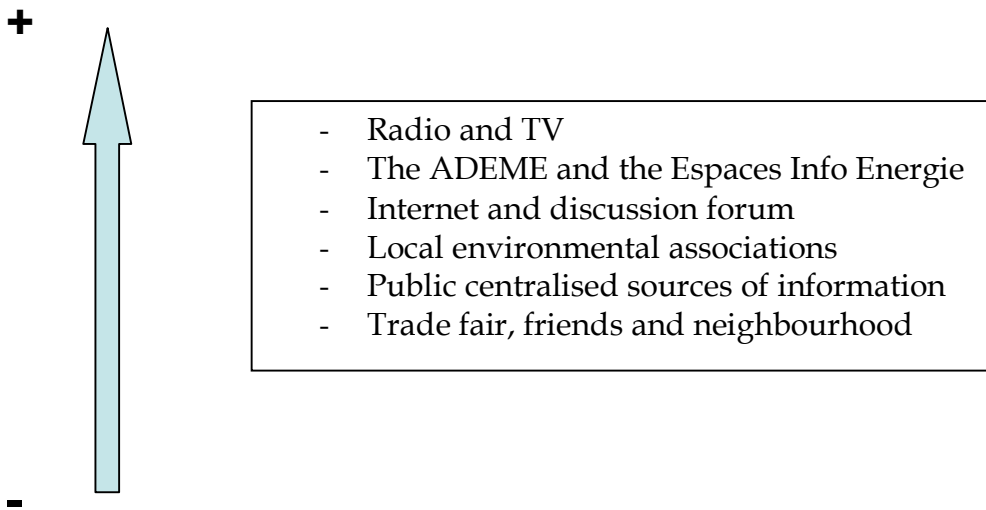 +
- Radio and TV
- The ADEME and the Espaces Info Energie
- Internet and discussion forum
- Local environmental associations
- Public centralised sources of information
- Trade fair, friends and neighbourhood
-